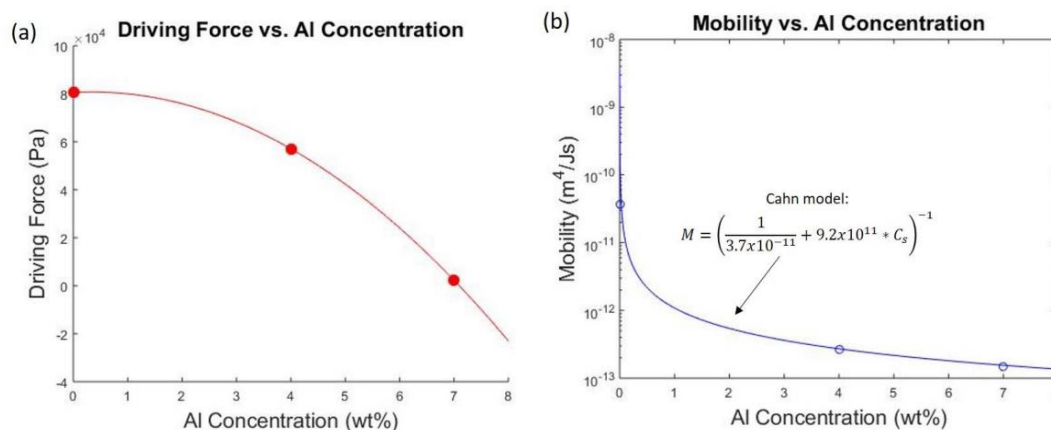 (a)
Driving Force vs. Al Concentration
10 ×10⁴
8
6
4
2
0
-2
-4
0 1 2 3 4 5 6 7 8
Driving Force (Pa)
Al Concentration (wt%)
(b)
Mobility vs. Al Concentration
10⁻⁸
10⁻⁹
10⁻¹⁰
10⁻¹¹
10⁻¹²
10⁻¹³
0 1 2 3 4 5 6 7
Mobility (m⁴/Js)
Al Concentration (wt%)
Cahn model:
M = (1/3.7x10⁻¹¹ + 9.2x10¹¹ * Cₛ)⁻¹